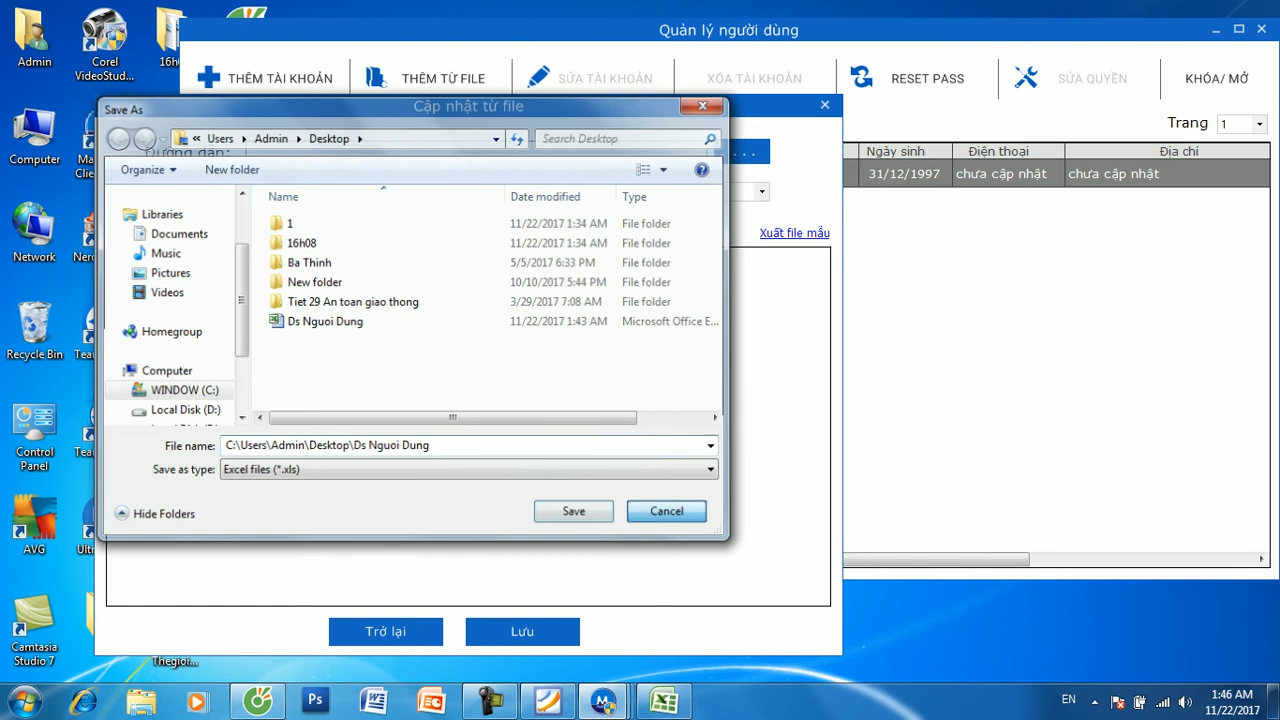 Admin
Corel
VideoStud...
16h0
Computer
Network
Recycle Bin
Control
Panel
AVG
Camtasia
Studio 7
Thegioi...
Quản lý người dùng
THÊM TÀI KHOẢN
THÊM TỪ FILE
SỬA TÀI KHOẢN
XÓA TÀI KHOẢN
RESET PASS
SỬA QUYỀN
KHÓA/ MỞ
Trang 1
Ngày sinh Điện thoại Địa chỉ
31/12/1997 chưa cập nhật chưa cập nhật
Cập nhật từ file
Đường dẫn:
...
Xuất file mẫu
Save As
« Users Admin Desktop
Search Desktop
Organize New folder
Libraries
Documents
Music
Pictures
Videos
Homegroup
Computer
WINDOW (C:)
Local Disk (D:)
Name Date modified Type
1 11/22/2017 1:34 AM File folder
16h08 11/22/2017 1:34 AM File folder
Ba Thinh 5/5/2017 6:33 PM File folder
New folder 10/10/2017 5:44 PM File folder
Tiet 29 An toan giao thong 3/29/2017 7:08 AM File folder
Ds Nguoi Dung 11/22/2017 1:43 AM Microsoft Office E...
File name: C:\Users\Admin\Desktop\Ds Nguoi Dung
Save as type: Excel files (*.xls)
Hide Folders
Save Cancel
Trở lại Lưu
Ps
EN
1:46 AM
11/22/2017